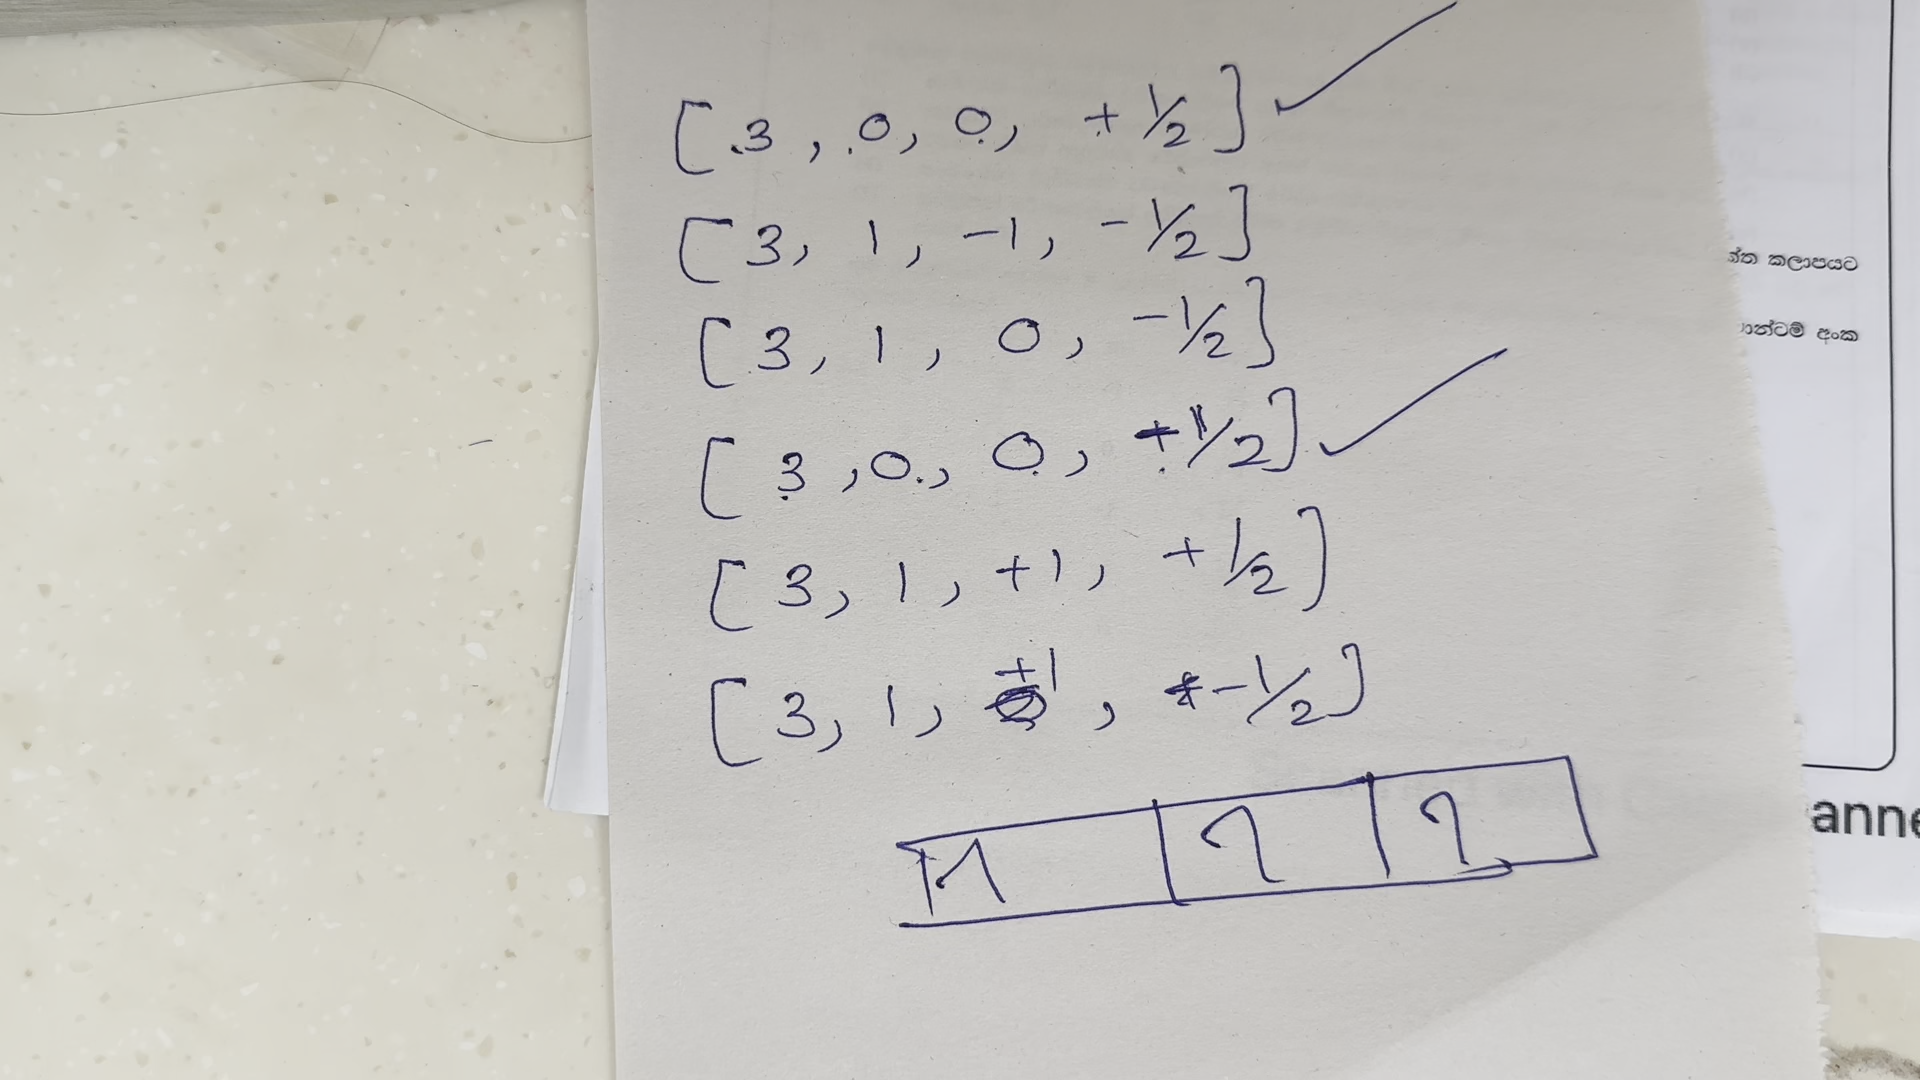 [3, 0, 0, +1/2] ✓
[3, 1, -1, -1/2]
[3, 1, 0, -1/2]
[3, 0, 0, +1/2] ✓
[3, 1, +1, +1/2]
[3, 1, +1, -1/2]
කලාපයට
අංක
anne